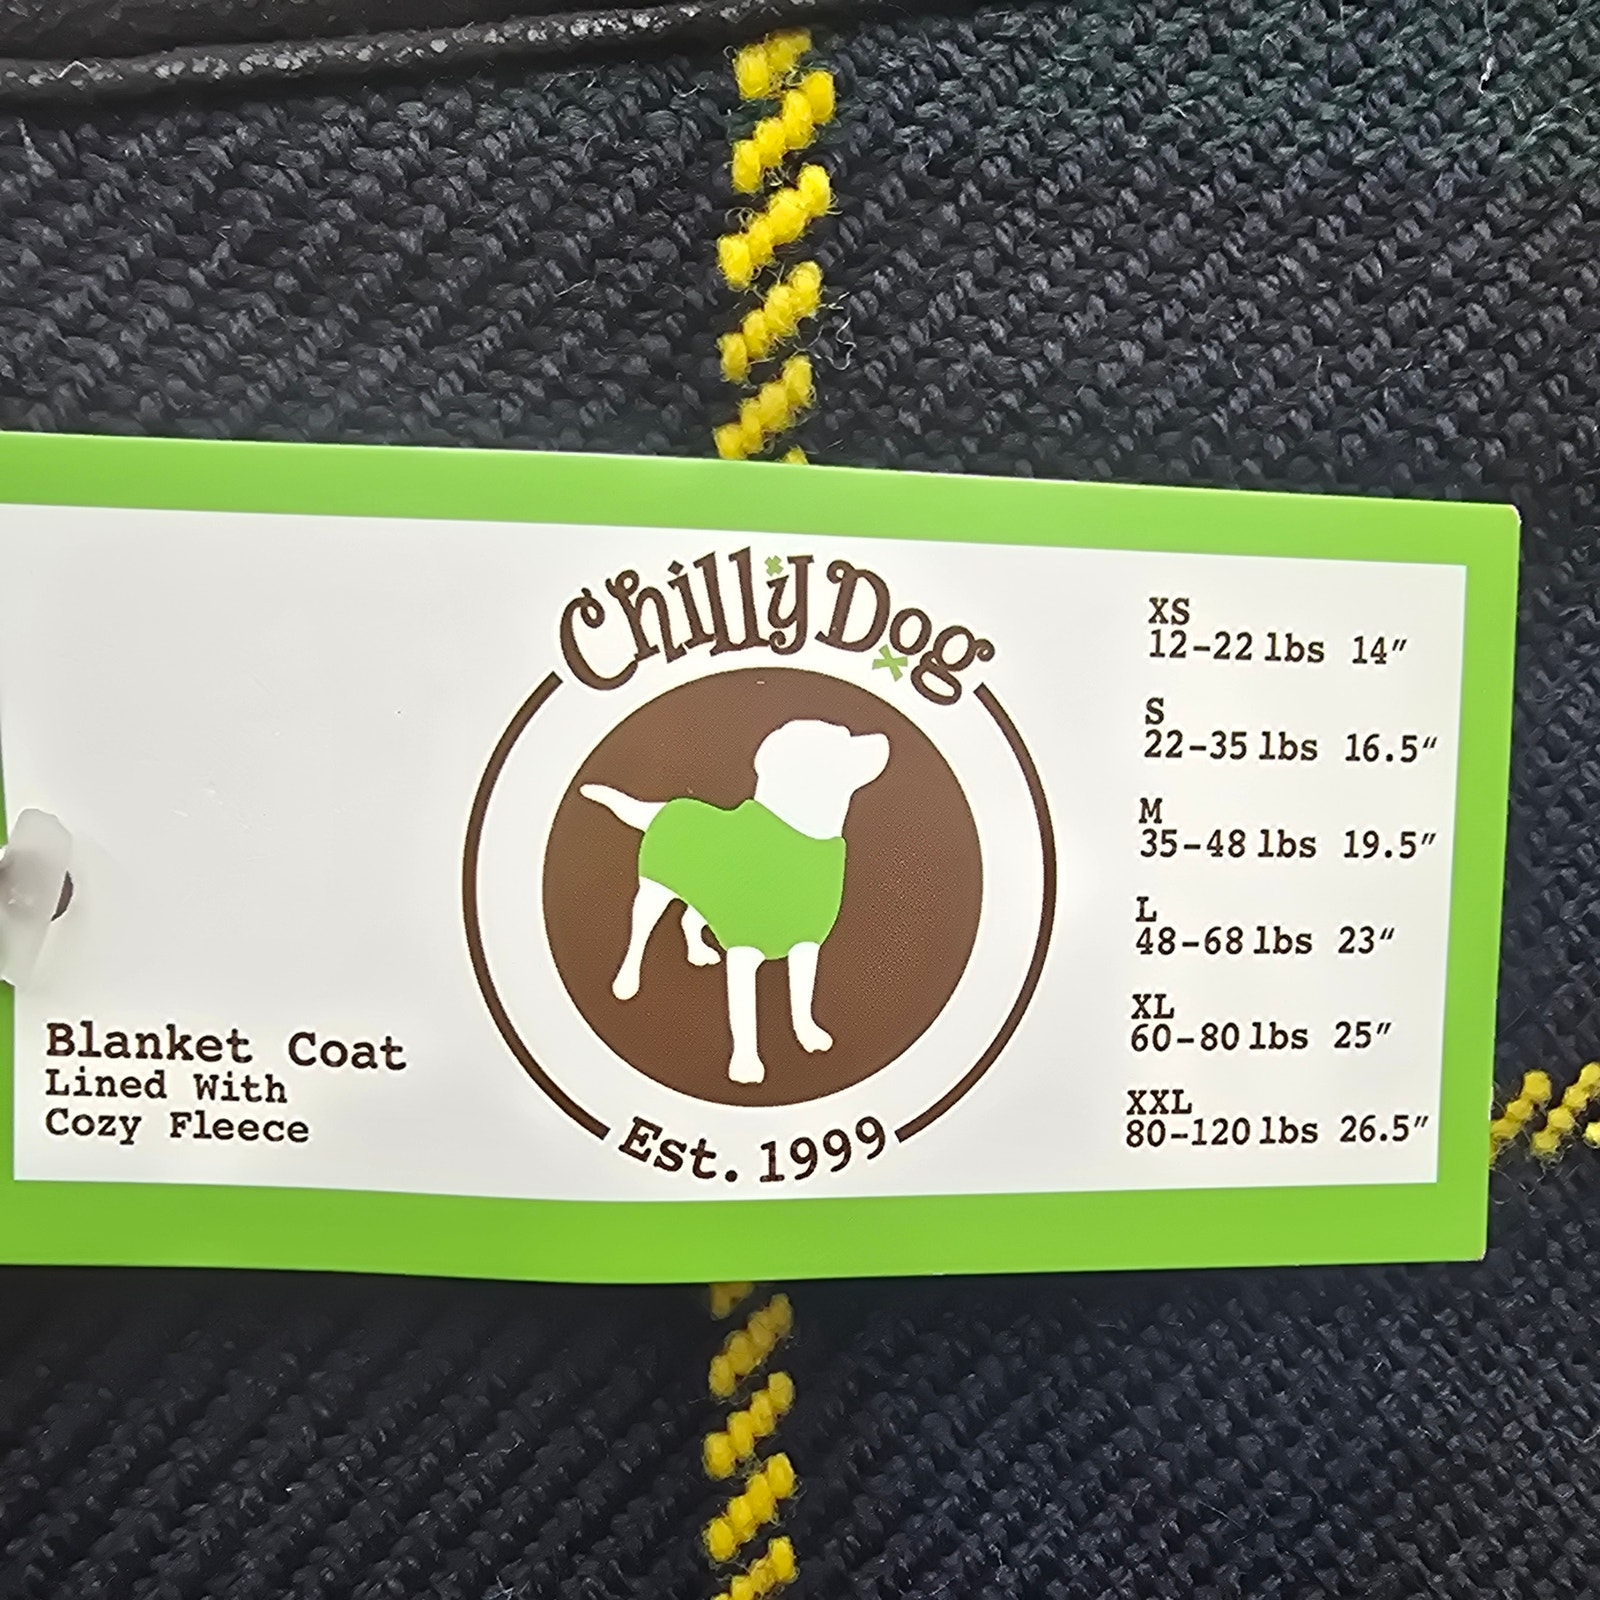 Chilly Dog
Est. 1999
Blanket Coat
Lined With
Cozy Fleece
XS
12-22 lbs 14"
S
22-35 lbs 16.5"
M
35-48 lbs 19.5"
L
48-68 lbs 23"
XL
60-80 lbs 25"
XXL
80-120 lbs 26.5"